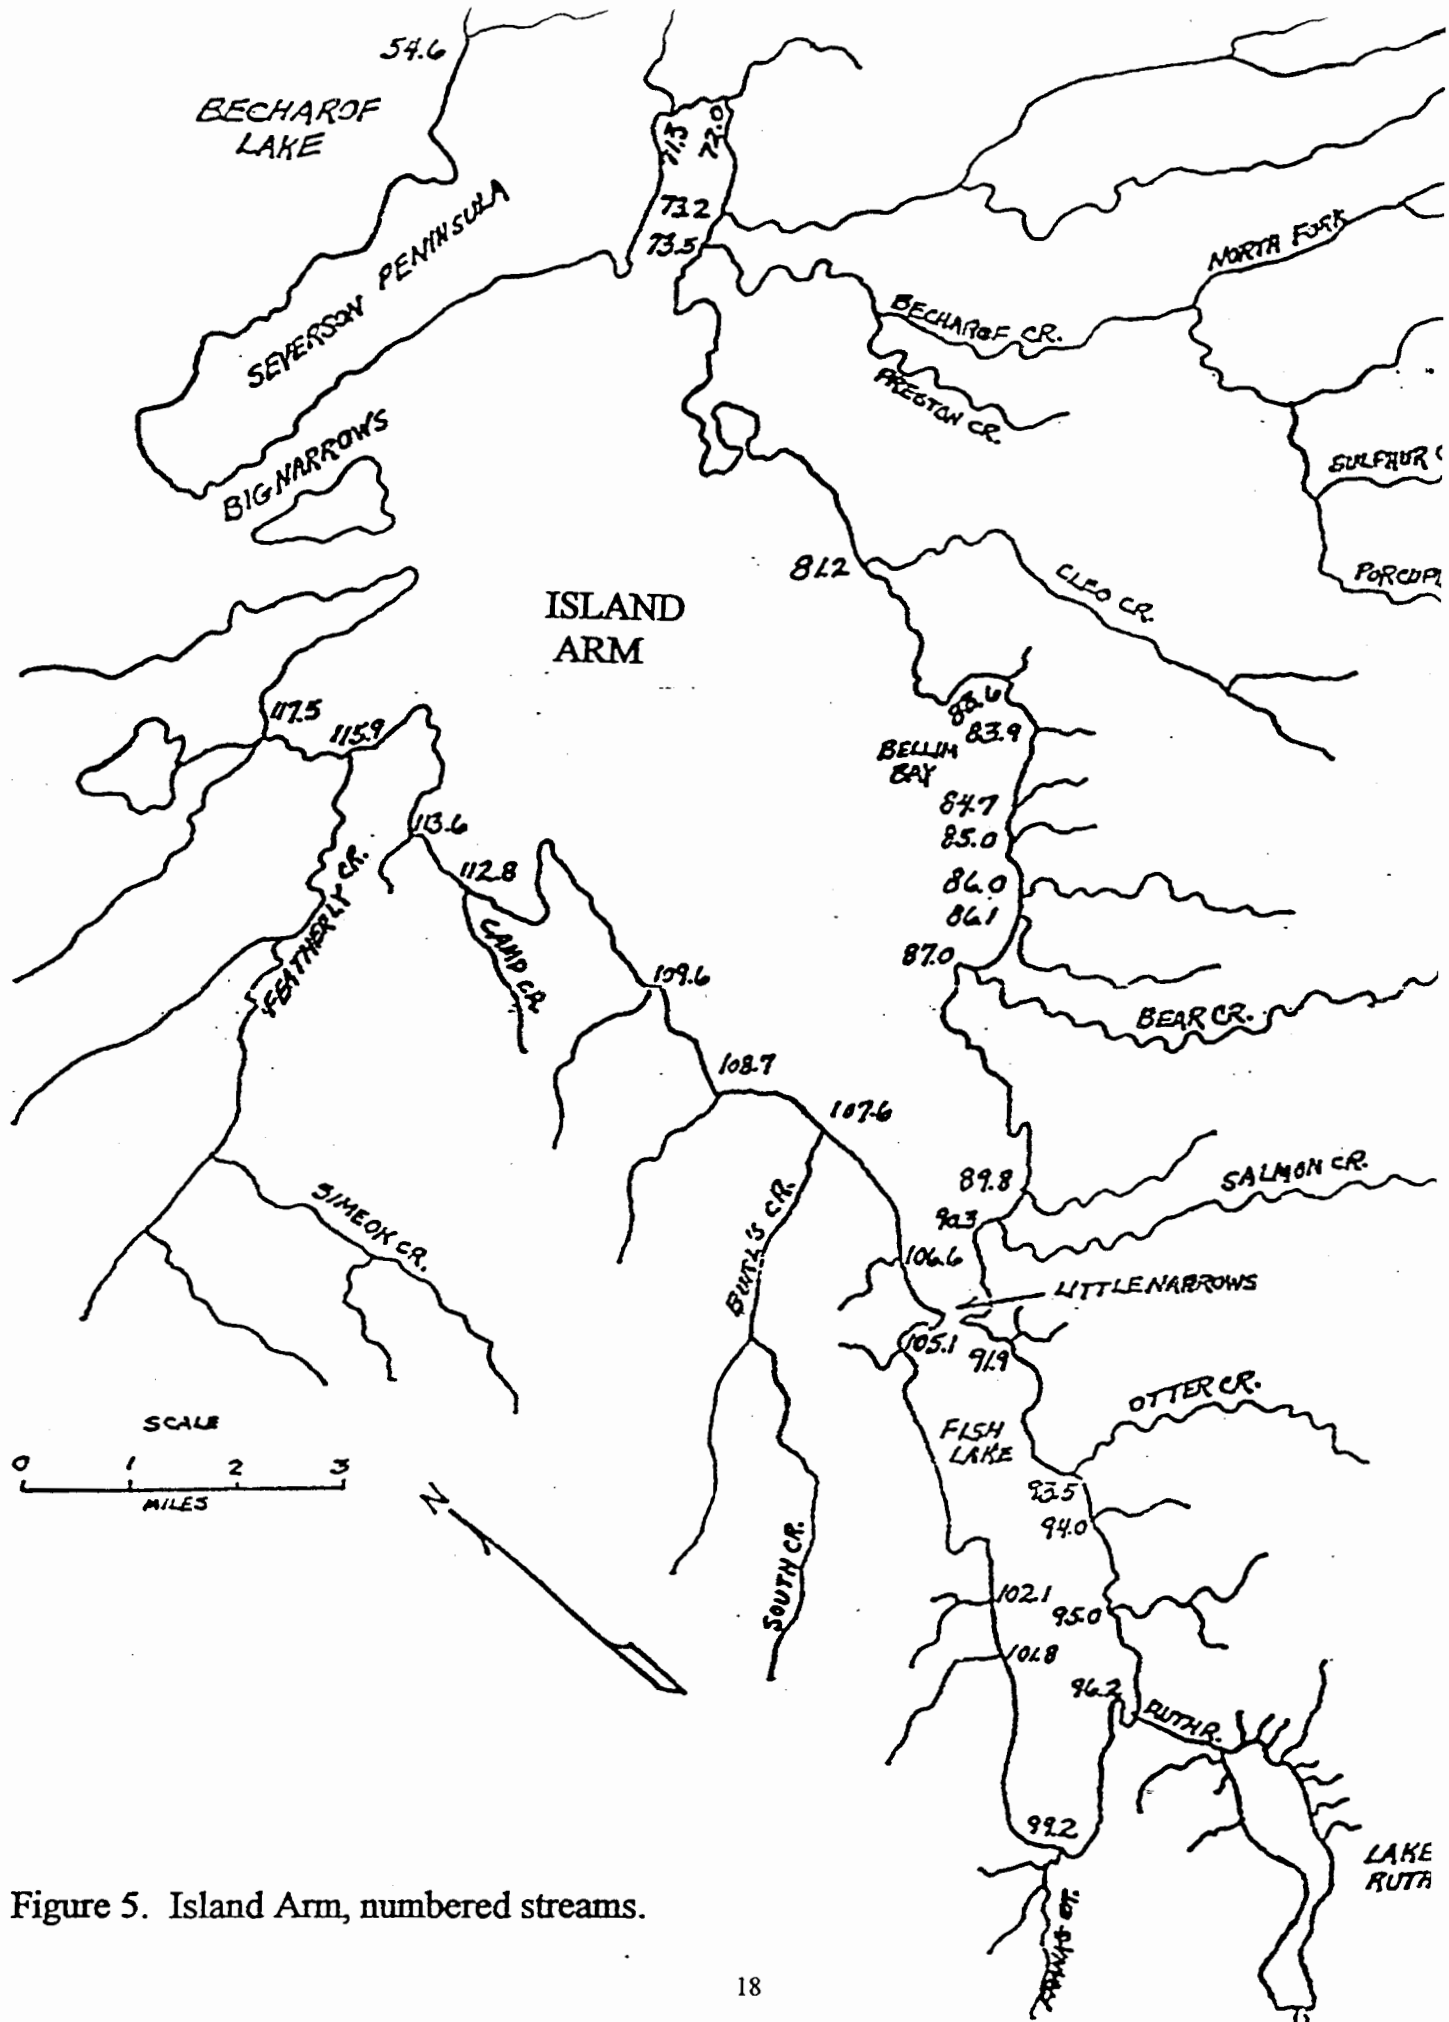 54.6
BECHAROF
LAKE
71.3
72.0
73.2
73.5
SEVERSON PENINSULA
NORTH FORK
BECHAROF CR.
PRESTON CR.
BIG NARROWS
SULFHUR C
PORCUPI
81.2
CLEO CR.
ISLAND
ARM
83.9
BELLIM
BAY
117.5
115.9
84.7
85.0
113.6
112.8
86.0
86.1
87.0
FEATHERLY CR.
CAMP CR.
109.6
BEAR CR.
108.7
107.6
89.8
SALMON CR.
90.3
SIMEOK CR.
106.6
LITTLE NARROWS
105.1
91.9
OTTER CR.
FISH
LAKE
SCALE
0 1 2 3
MILES
N
93.5
94.0
SOUTH CR.
102.1
95.0
101.8
96.2
RUTH R.
99.2
LAKE
RUTH
Figure 5. Island Arm, numbered streams.
18